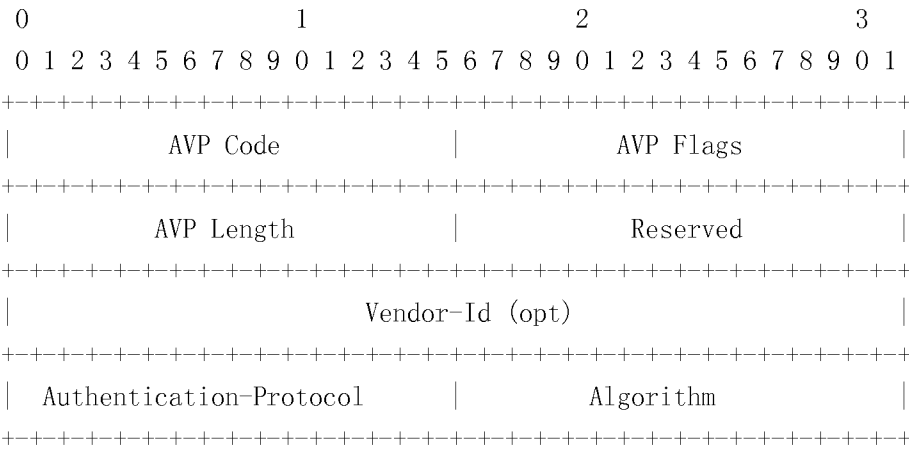 0                   1                   2                   3
0 1 2 3 4 5 6 7 8 9 0 1 2 3 4 5 6 7 8 9 0 1 2 3 4 5 6 7 8 9 0 1
+-+-+-+-+-+-+-+-+-+-+-+-+-+-+-+-+-+-+-+-+-+-+-+-+-+-+-+-+-+-+-+-+
| AVP Code | AVP Flags |
+-+-+-+-+-+-+-+-+-+-+-+-+-+-+-+-+-+-+-+-+-+-+-+-+-+-+-+-+-+-+-+-+
| AVP Length | Reserved |
+-+-+-+-+-+-+-+-+-+-+-+-+-+-+-+-+-+-+-+-+-+-+-+-+-+-+-+-+-+-+-+-+
| Vendor-Id (opt) |
+-+-+-+-+-+-+-+-+-+-+-+-+-+-+-+-+-+-+-+-+-+-+-+-+-+-+-+-+-+-+-+-+
| Authentication-Protocol | Algorithm |
+-+-+-+-+-+-+-+-+-+-+-+-+-+-+-+-+-+-+-+-+-+-+-+-+-+-+-+-+-+-+-+-+